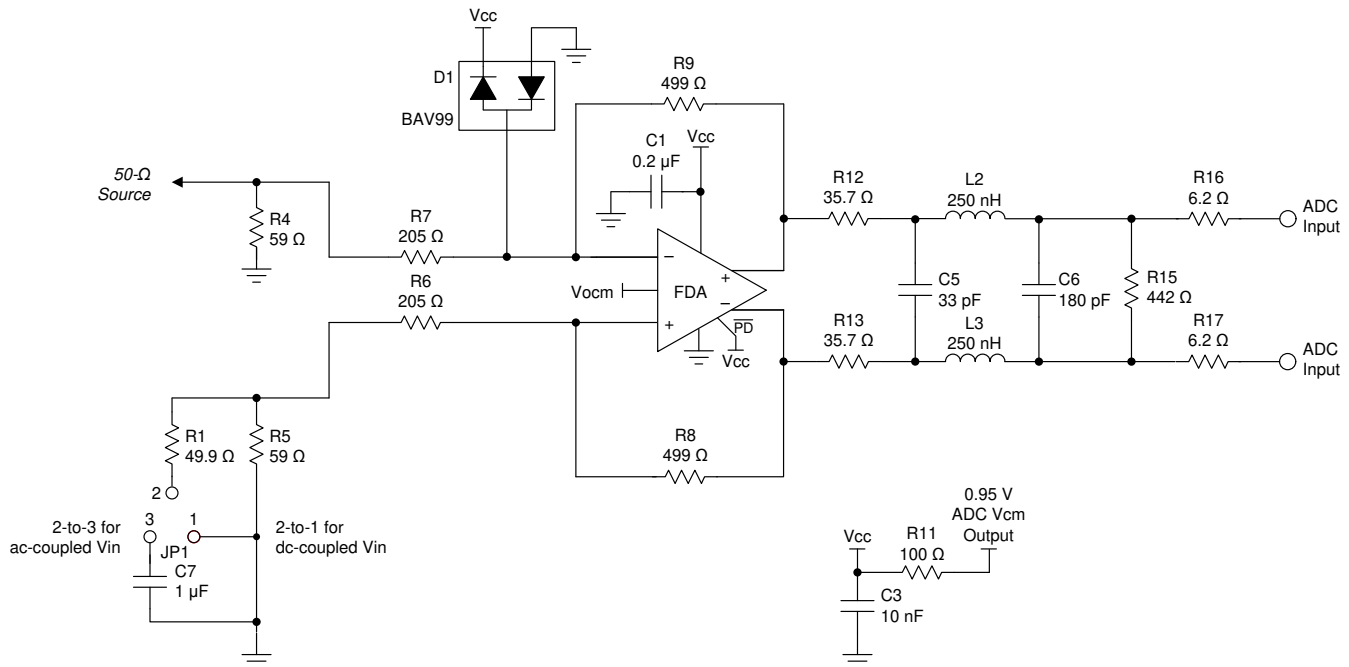 Vcc
D1
BAV99
R9
499 Ω
C1
0.2 µF
Vcc
50-Ω
Source
R4
59 Ω
R7
205 Ω
R6
205 Ω
Vocm
FDA
−
+
+
−
PD
Vcc
R12
35.7 Ω
L2
250 nH
R16
6.2 Ω
ADC
Input
C5
33 pF
C6
180 pF
R15
442 Ω
R13
35.7 Ω
L3
250 nH
R17
6.2 Ω
ADC
Input
R1
49.9 Ω
R5
59 Ω
R8
499 Ω
2
3
1
2-to-3 for
ac-coupled Vin
JP1
2-to-1 for
dc-coupled Vin
C7
1 µF
0.95 V
ADC Vcm
Output
Vcc
R11
100 Ω
C3
10 nF